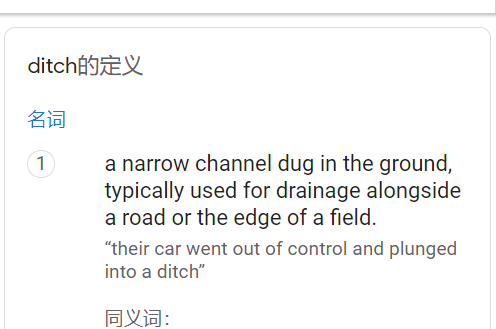 ditch的定义
名词
1
a narrow channel dug in the ground,
typically used for drainage alongside
a road or the edge of a field.
“their car went out of control and plunged
into a ditch”
同义词：